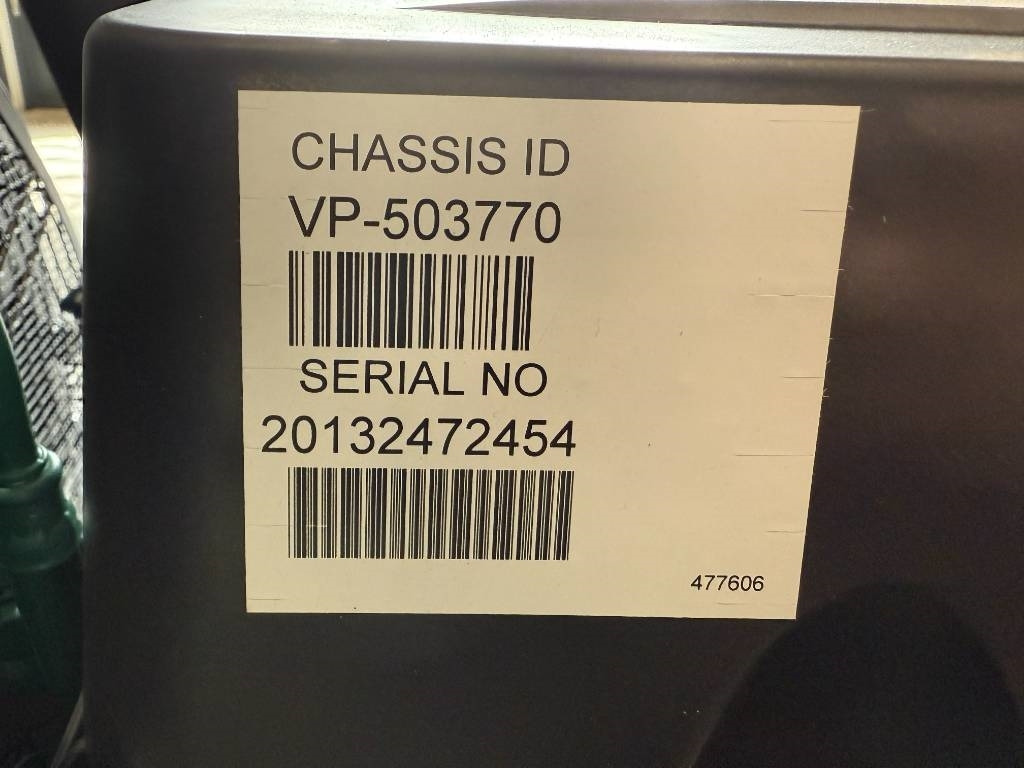 CHASSIS ID
VP-503770
SERIAL NO
20132472454
477606